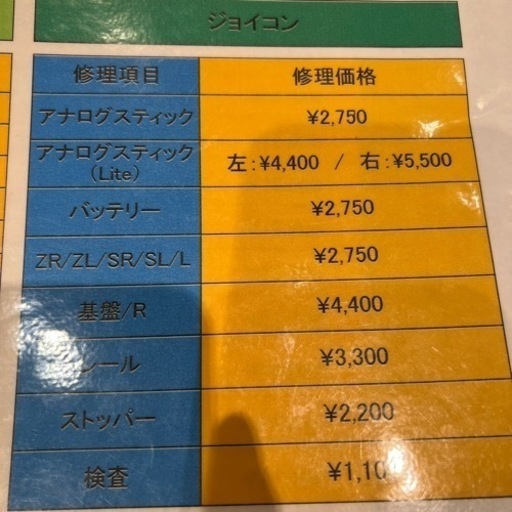 ジョイコン
修理項目 修理価格
アナログスティック ¥2,750
アナログスティック
(Lite) 左:¥4,400 / 右:¥5,500
バッテリー ¥2,750
ZR/ZL/SR/SL/L ¥2,750
基盤/R ¥4,400
レール ¥3,300
ストッパー ¥2,200
検査 ¥1,10